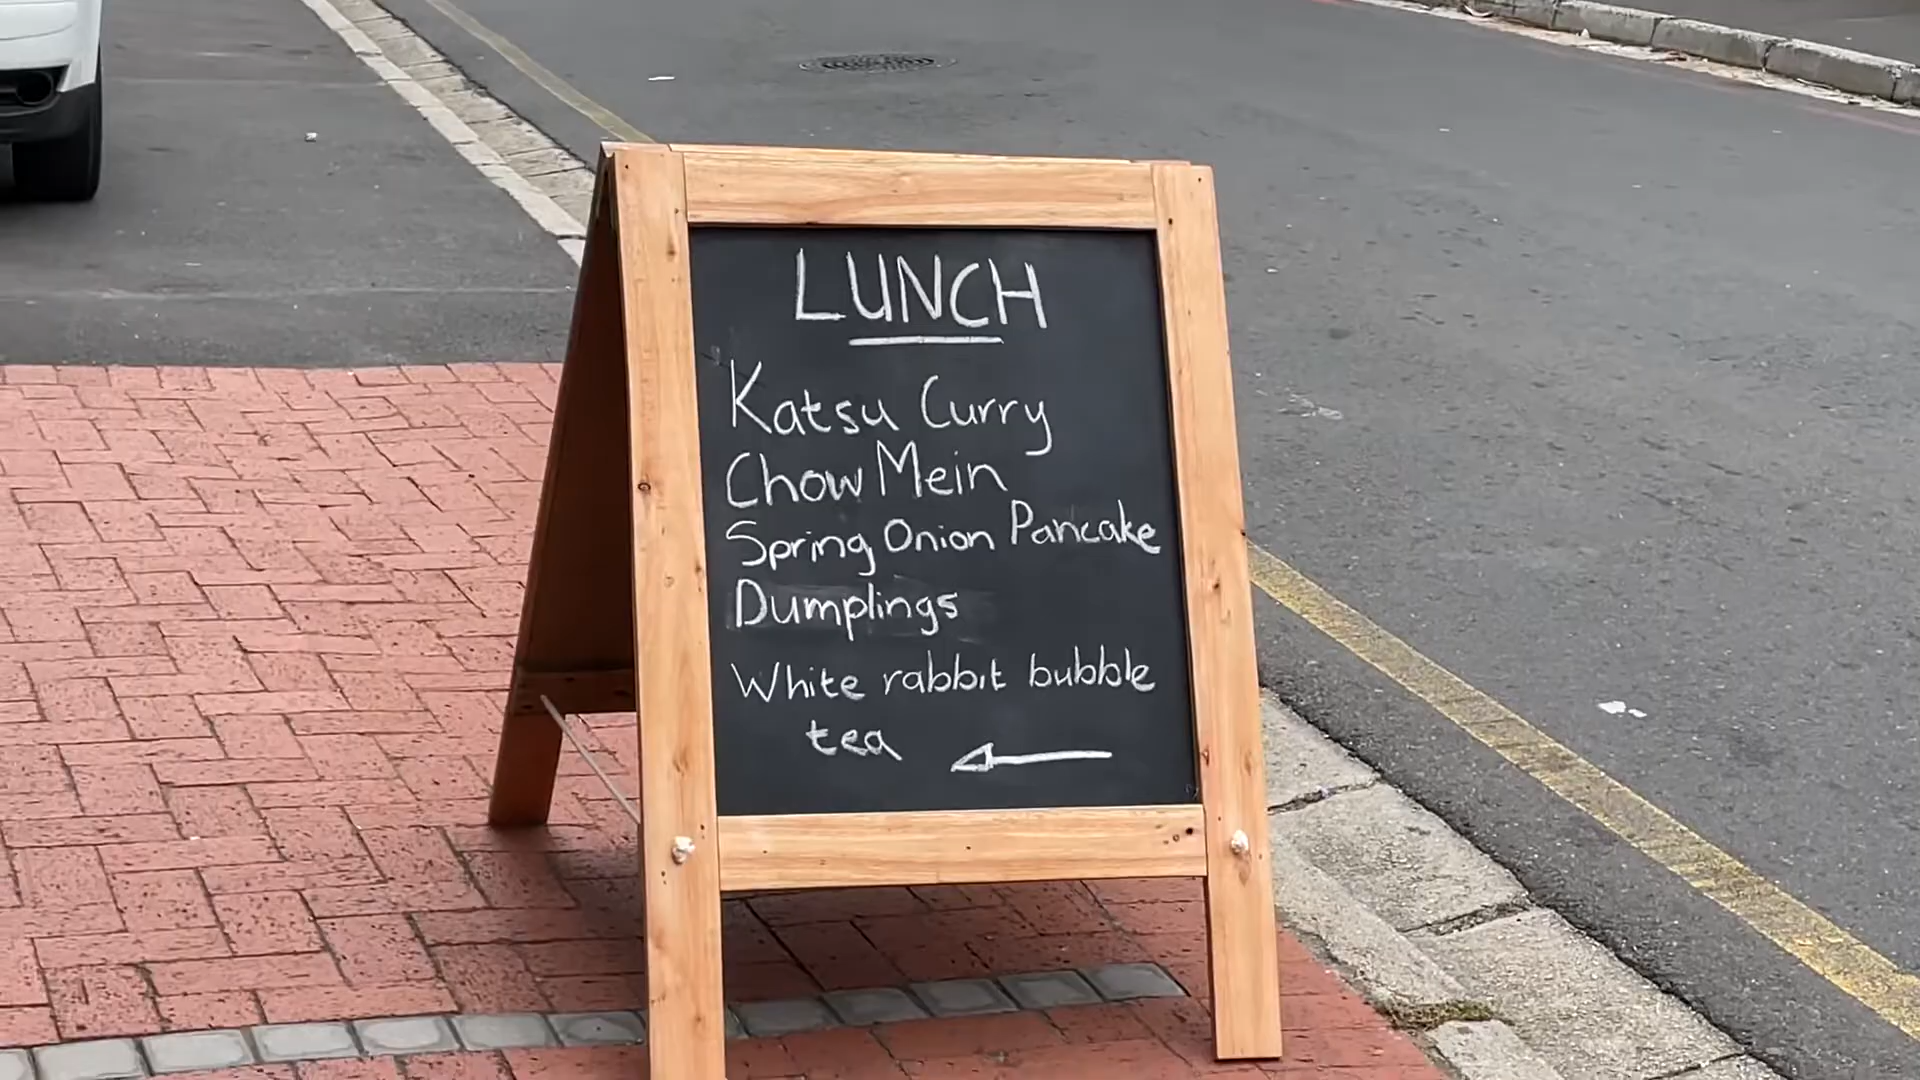 LUNCH
Katsu Curry
Chow Mein
Spring Onion Pancake
Dumplings
White rabbit bubble
tea